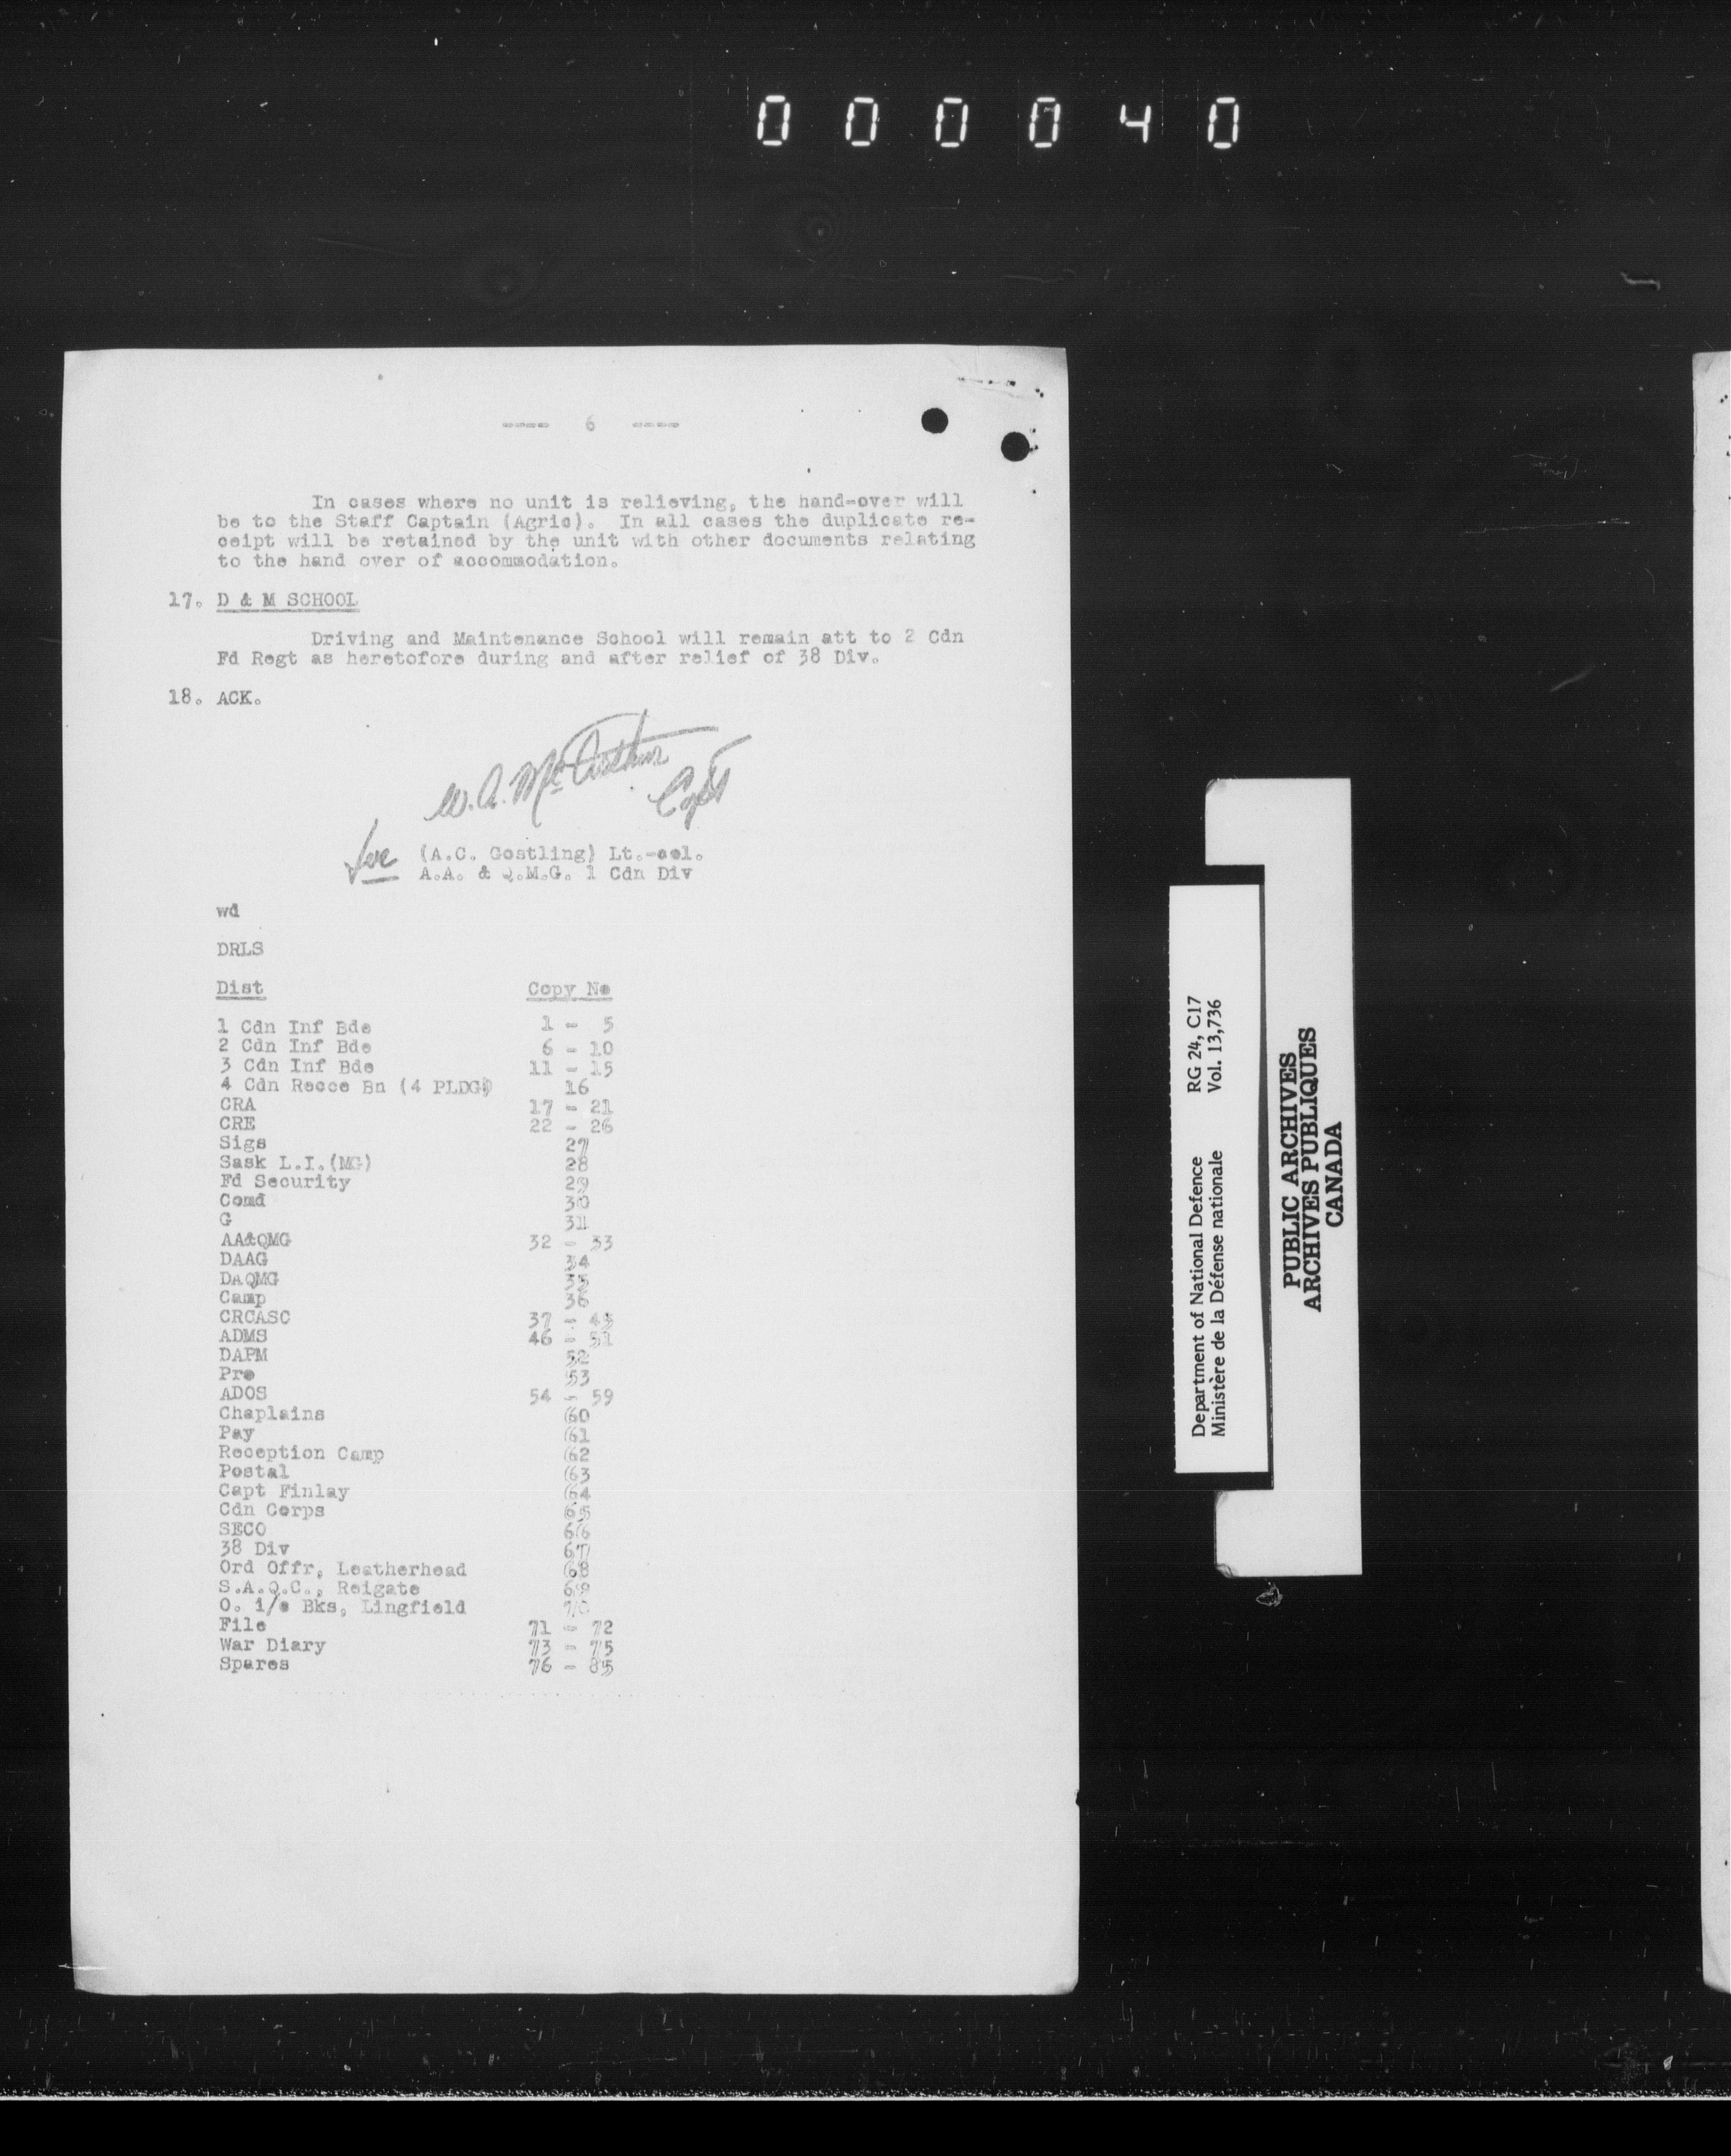 000040
---- 6 ----
In cases where no unit is relieving, the hand-over will
be to the Staff Captain (Agric). In all cases the duplicate re-
ceipt will be retained by the unit with other documents relating
to the hand over of accommodation.
17. D & M SCHOOL
Driving and Maintenance School will remain att to 2 Cdn
Fd Regt as heretofore during and after relief of 38 Div.
18. ACK.
W.A. McArthur
Capt
for (A.C. Gostling) Lt.-col.
A.A. & Q.M.G. 1 Cdn Div
wd
DRLS
Dist Copy No
1 Cdn Inf Bde 1 - 5
2 Cdn Inf Bde 6 - 10
3 Cdn Inf Bde 11 - 15
4 Cdn Recce Bn (4 PLDG) 16
CRA 17 - 21
CRE 22 - 26
Sigs 27
Sask L.I.(MG) 28
Fd Security 29
Comd 30
G 31
AA&QMG 32 - 33
DAAG 34
DAQMG 35
Camp 36
CRCASC 37 - 45
ADMS 46 - 51
DAPM 52
Pro 53
ADOS 54 - 59
Chaplains 60
Pay 61
Reception Camp 62
Postal 63
Capt Finlay 64
Cdn Corps 65
SECO 66
38 Div 67
Ord Offr, Leatherhead 68
S.A.Q.C., Reigate 69
O. i/c Bks, Lingfield 70
File 71 - 72
War Diary 73 - 75
Spares 76 - 85
Department of National Defence RG 24, C17
Ministère de la Défense nationale Vol. 13,736
PUBLIC ARCHIVES
ARCHIVES PUBLIQUES
CANADA